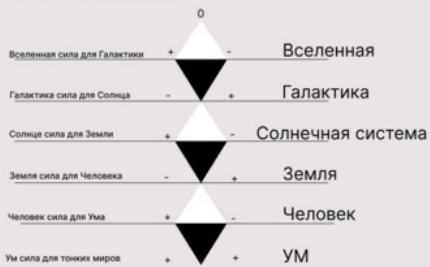 0
Вселенная сила для Галактики + - Вселенная
Галактика сила для Солнца - + Галактика
Солнце сила для Земли + - Солнечная система
Земля сила для Человека - + Земля
Человек сила для Ума + - Человек
Ум сила для тонких миров + + УМ